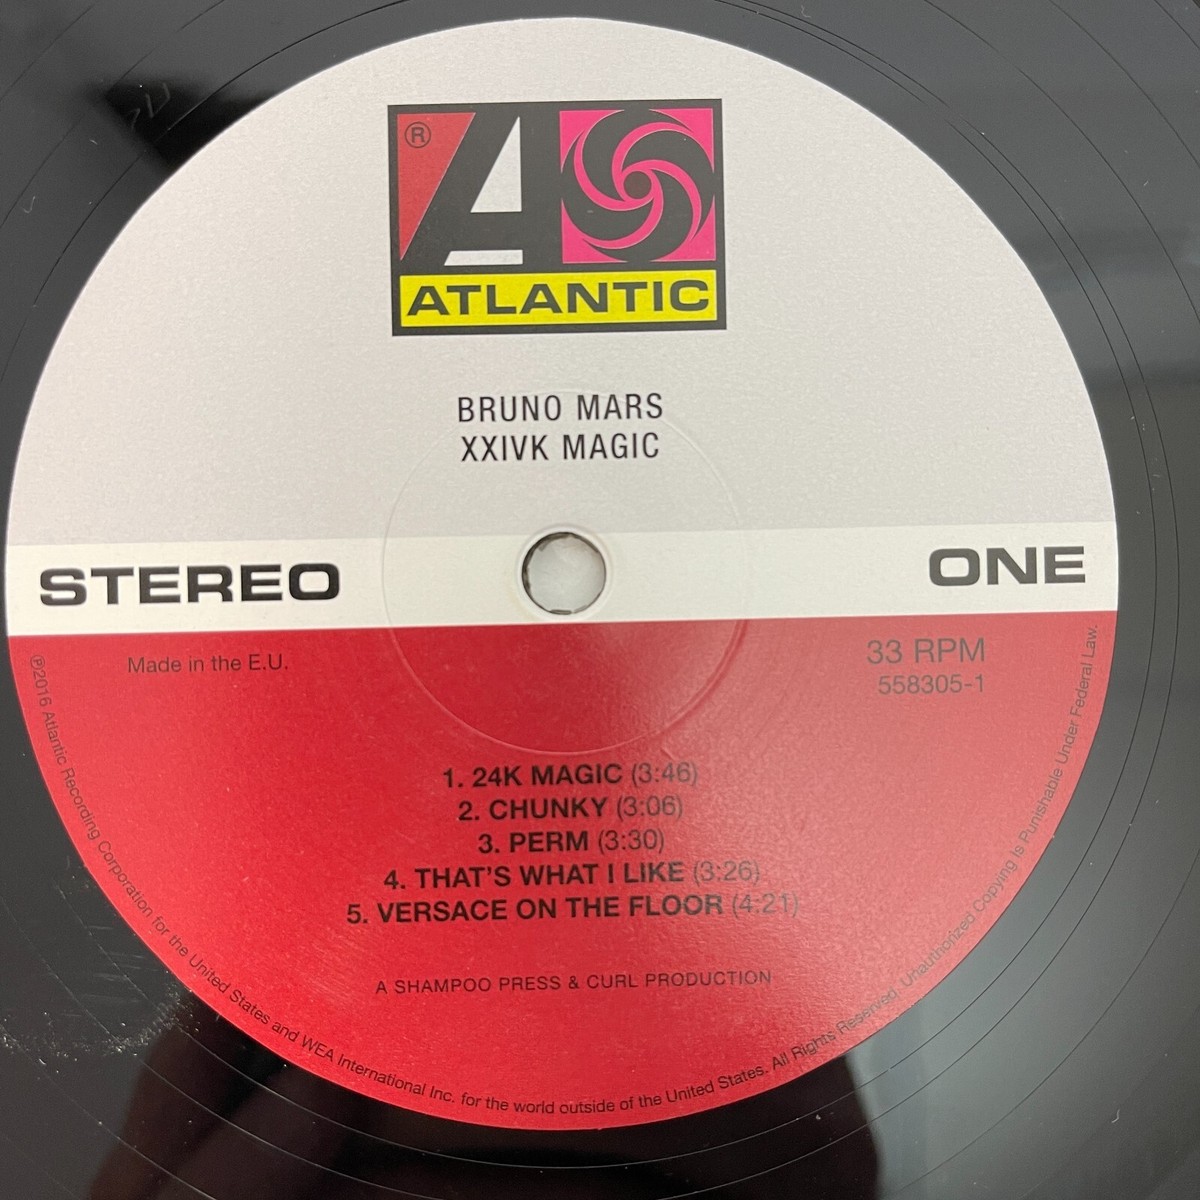 ®
ATLANTIC
BRUNO MARS
XXIVK MAGIC
STEREO
ONE
Made in the E.U.
33 RPM
558305-1
1. 24K MAGIC (3:46)
2. CHUNKY (3:06)
3. PERM (3:30)
4. THAT'S WHAT I LIKE (3:26)
5. VERSACE ON THE FLOOR (4:21)
A SHAMPOO PRESS & CURL PRODUCTION
℗2016 Atlantic Recording Corporation for the United States and WEA International Inc. for the world outside of the United States. All Rights Reserved. Unauthorized Copying Is Punishable Under Federal Law.